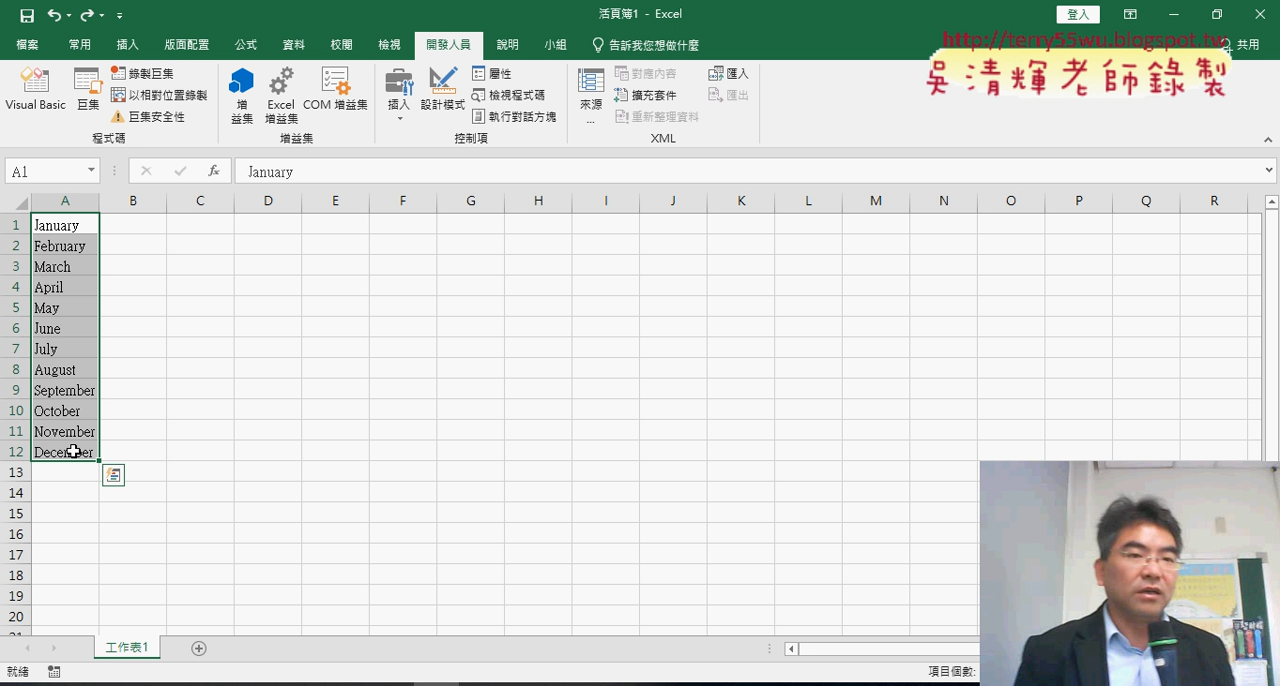 活頁簿1 - Excel
登入
檔案 常用 插入 版面配置 公式 資料 校閱 檢視 開發人員 說明 小組 告訴我您想做什麼 共用
http://terry55wu.blogspot.tw
吳清輝老師錄製
Visual Basic
巨集
錄製巨集
以相對位置錄製
巨集安全性
程式碼
增益集
Excel 增益集
COM 增益集
增益集
插入
設計模式
屬性
檢視程式碼
執行對話方塊
控制項
來源...
對應內容
擴充套件
重新整理資料
匯入
匯出
XML
A1 fx January
A B C D E F G H I J K L M N O P Q R
1 January
2 February
3 March
4 April
5 May
6 June
7 July
8 August
9 September
10 October
11 November
12 December
13
14
15
16
17
18
19
20
工作表1
就緒
項目個數: